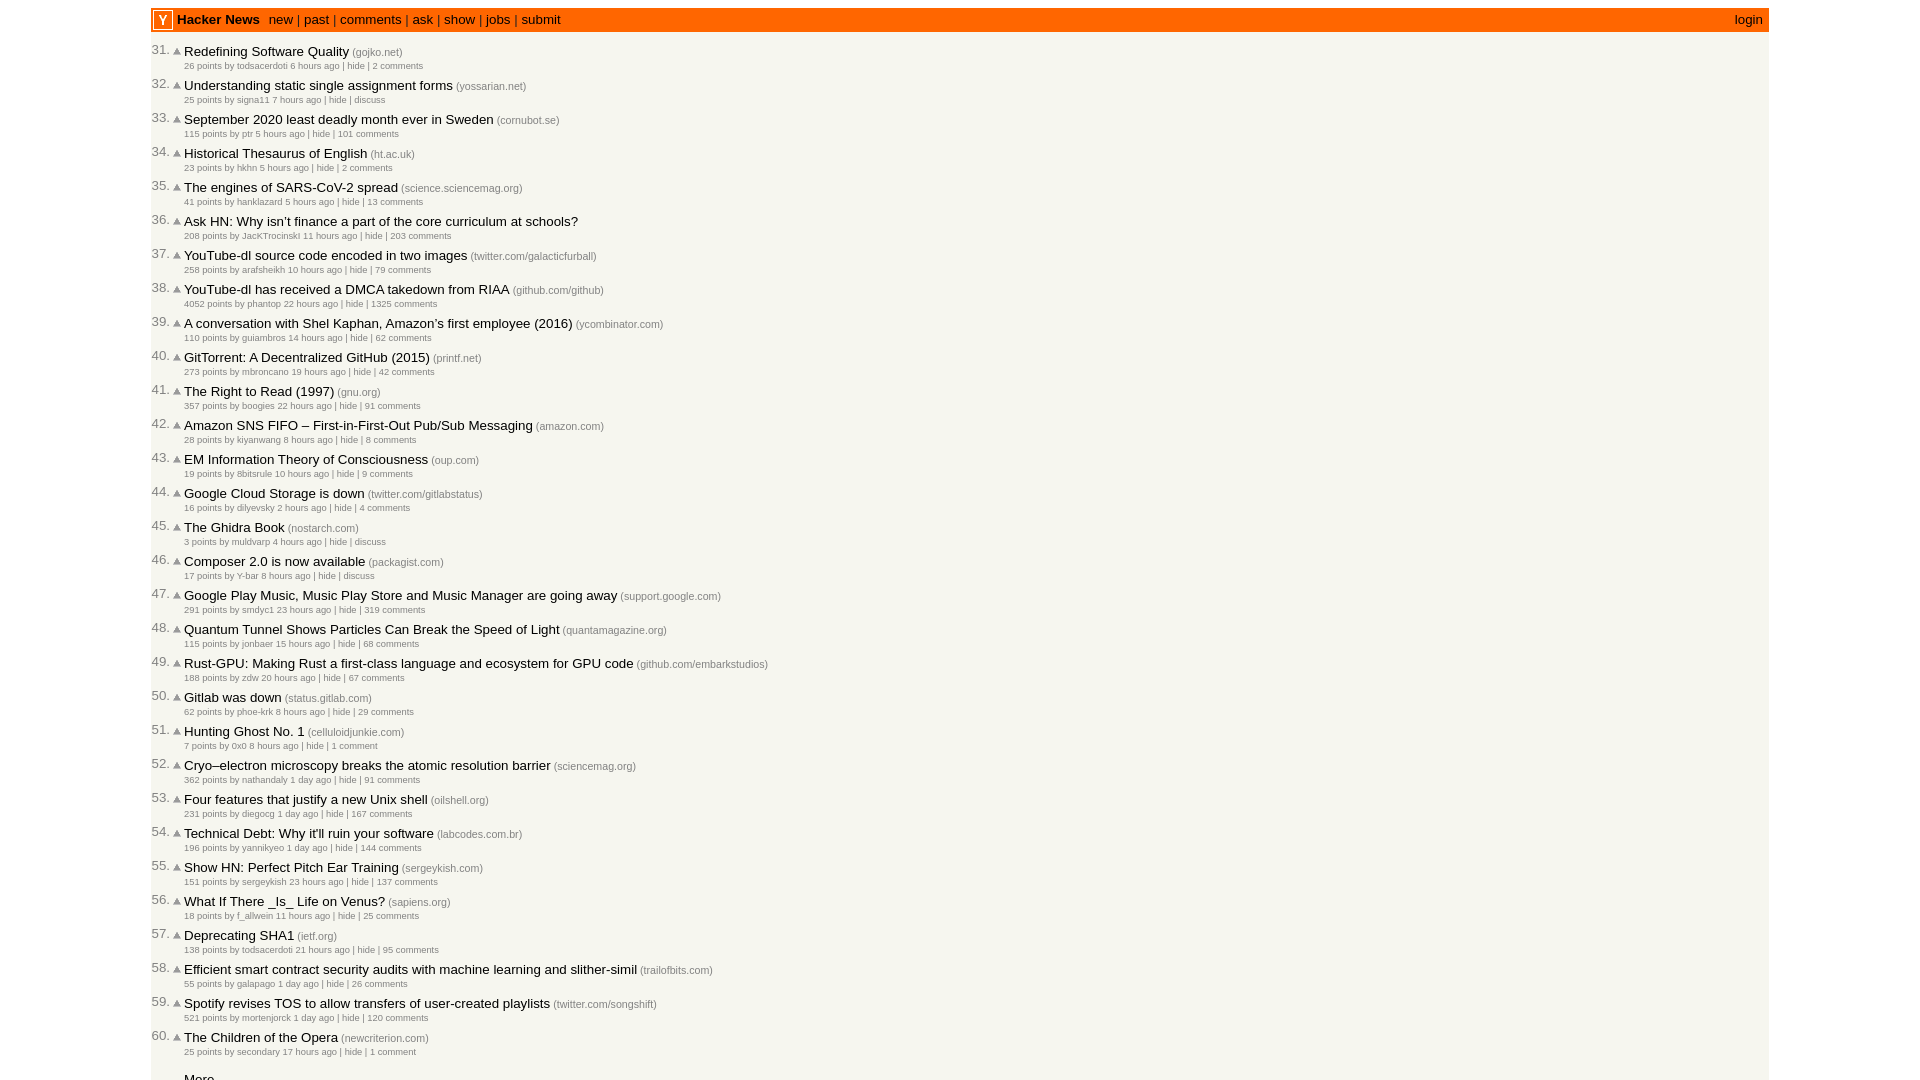 Y Hacker News new | past | comments | ask | show | jobs | submit login
31. Redefining Software Quality (gojko.net)
26 points by todsacerdoti 6 hours ago | hide | 2 comments
32. Understanding static single assignment forms (yossarian.net)
25 points by signa11 7 hours ago | hide | discuss
33. September 2020 least deadly month ever in Sweden (cornubot.se)
115 points by ptr 5 hours ago | hide | 101 comments
34. Historical Thesaurus of English (ht.ac.uk)
23 points by hkhn 5 hours ago | hide | 2 comments
35. The engines of SARS-CoV-2 spread (science.sciencemag.org)
41 points by hanklazard 5 hours ago | hide | 13 comments
36. Ask HN: Why isn’t finance a part of the core curriculum at schools?
208 points by JacKTrocinskI 11 hours ago | hide | 203 comments
37. YouTube-dl source code encoded in two images (twitter.com/galacticfurball)
258 points by arafsheikh 10 hours ago | hide | 79 comments
38. YouTube-dl has received a DMCA takedown from RIAA (github.com/github)
4052 points by phantop 22 hours ago | hide | 1325 comments
39. A conversation with Shel Kaphan, Amazon’s first employee (2016) (ycombinator.com)
110 points by guiambros 14 hours ago | hide | 62 comments
40. GitTorrent: A Decentralized GitHub (2015) (printf.net)
273 points by mbroncano 19 hours ago | hide | 42 comments
41. The Right to Read (1997) (gnu.org)
357 points by boogies 22 hours ago | hide | 91 comments
42. Amazon SNS FIFO – First-in-First-Out Pub/Sub Messaging (amazon.com)
28 points by kiyanwang 8 hours ago | hide | 8 comments
43. EM Information Theory of Consciousness (oup.com)
19 points by 8bitsrule 10 hours ago | hide | 9 comments
44. Google Cloud Storage is down (twitter.com/gitlabstatus)
16 points by dilyevsky 2 hours ago | hide | 4 comments
45. The Ghidra Book (nostarch.com)
3 points by muldvarp 4 hours ago | hide | discuss
46. Composer 2.0 is now available (packagist.com)
17 points by Y-bar 8 hours ago | hide | discuss
47. Google Play Music, Music Play Store and Music Manager are going away (support.google.com)
291 points by smdyc1 23 hours ago | hide | 319 comments
48. Quantum Tunnel Shows Particles Can Break the Speed of Light (quantamagazine.org)
115 points by jonbaer 15 hours ago | hide | 68 comments
49. Rust-GPU: Making Rust a first-class language and ecosystem for GPU code (github.com/embarkstudios)
188 points by zdw 20 hours ago | hide | 67 comments
50. Gitlab was down (status.gitlab.com)
62 points by phoe-krk 8 hours ago | hide | 29 comments
51. Hunting Ghost No. 1 (celluloidjunkie.com)
7 points by 0x0 8 hours ago | hide | 1 comment
52. Cryo–electron microscopy breaks the atomic resolution barrier (sciencemag.org)
362 points by nathandaly 1 day ago | hide | 91 comments
53. Four features that justify a new Unix shell (oilshell.org)
231 points by diegocg 1 day ago | hide | 167 comments
54. Technical Debt: Why it'll ruin your software (labcodes.com.br)
196 points by yannikyeo 1 day ago | hide | 144 comments
55. Show HN: Perfect Pitch Ear Training (sergeykish.com)
151 points by sergeykish 23 hours ago | hide | 137 comments
56. What If There _Is_ Life on Venus? (sapiens.org)
18 points by f_allwein 11 hours ago | hide | 25 comments
57. Deprecating SHA1 (ietf.org)
138 points by todsacerdoti 21 hours ago | hide | 95 comments
58. Efficient smart contract security audits with machine learning and slither-simil (trailofbits.com)
55 points by galapago 1 day ago | hide | 26 comments
59. Spotify revises TOS to allow transfers of user-created playlists (twitter.com/songshift)
521 points by mortenjorck 1 day ago | hide | 120 comments
60. The Children of the Opera (newcriterion.com)
25 points by secondary 17 hours ago | hide | 1 comment
More